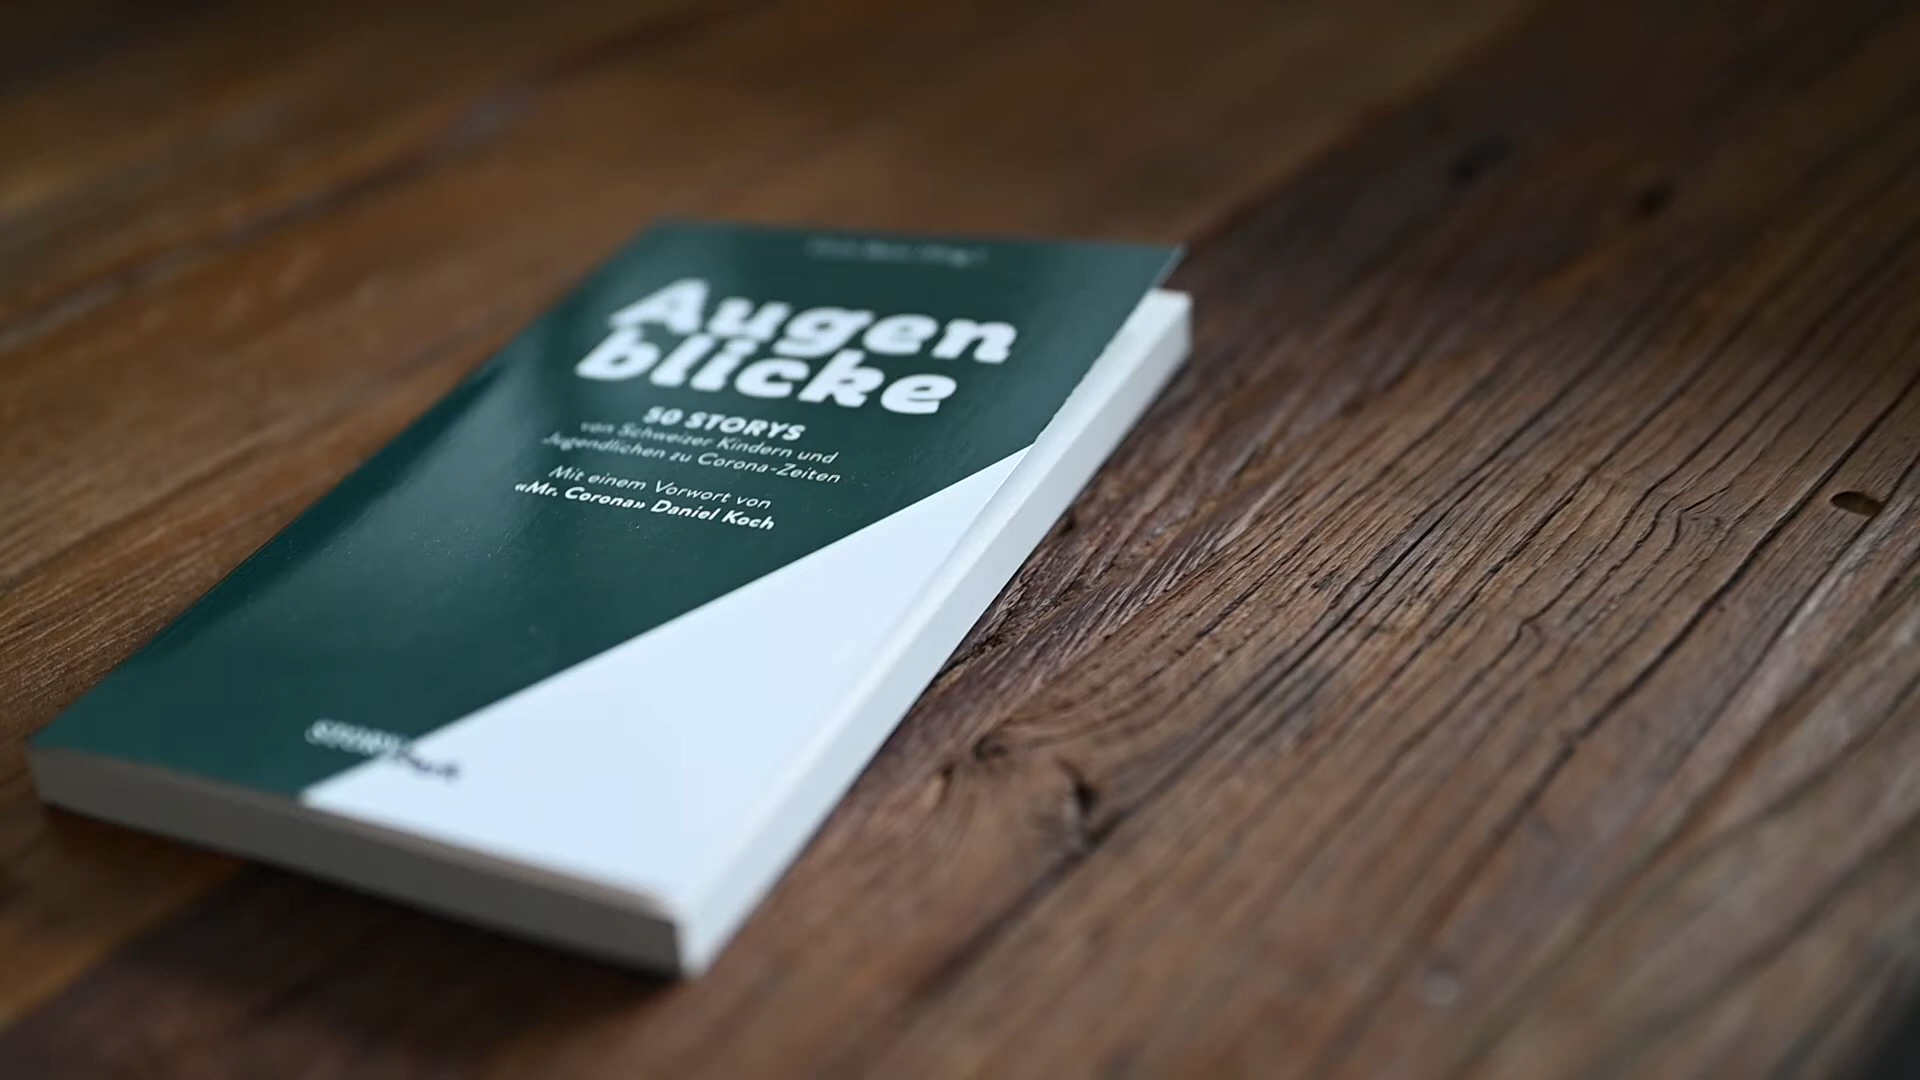 Augen
blicke
50 STORYS
von Schweizer Kindern und
Jugendlichen zu Corona-Zeiten
Mit einem Vorwort von
«Mr. Corona» Daniel Koch